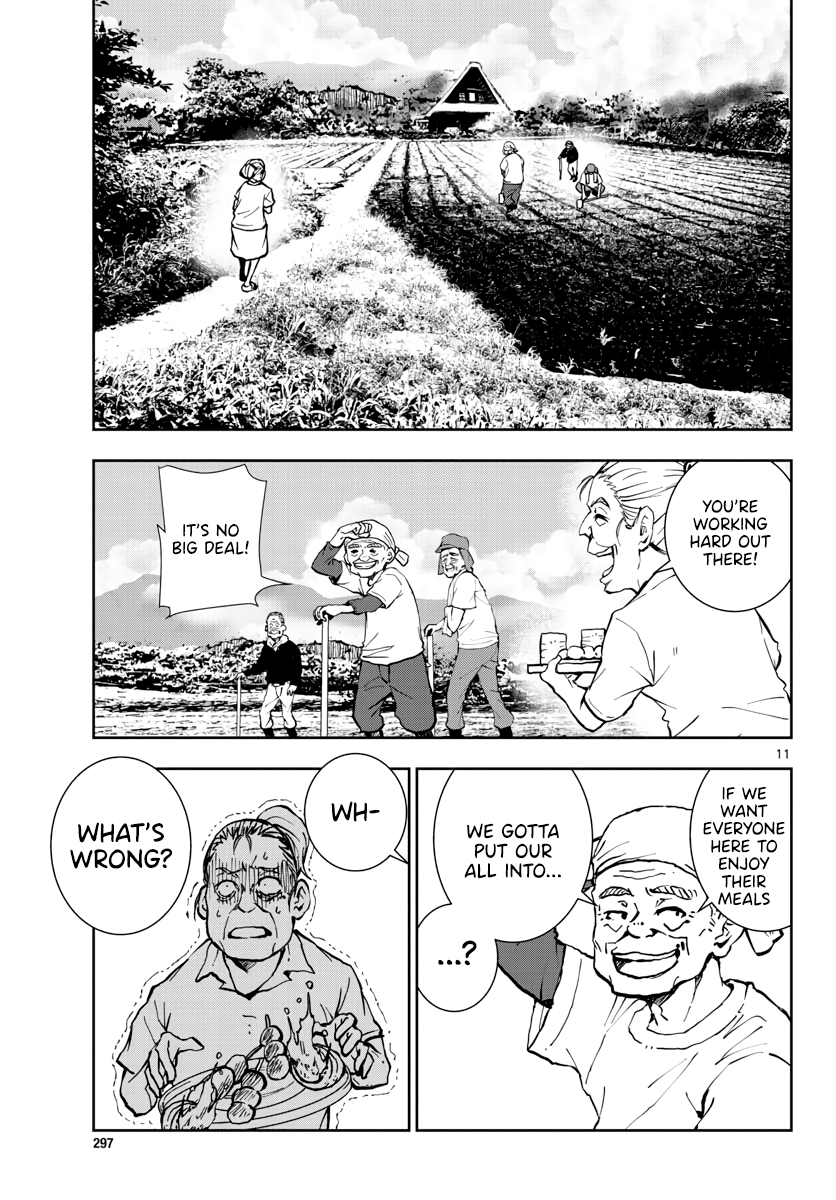 YOU'RE
WORKING
HARD OUT
THERE!
IT'S NO
BIG DEAL!
11
IF WE
WANT
EVERYONE
HERE TO
ENJOY
THEIR
MEALS
WE GOTTA
PUT OUR
ALL INTO...
...?
WH-
WHAT'S
WRONG?
297